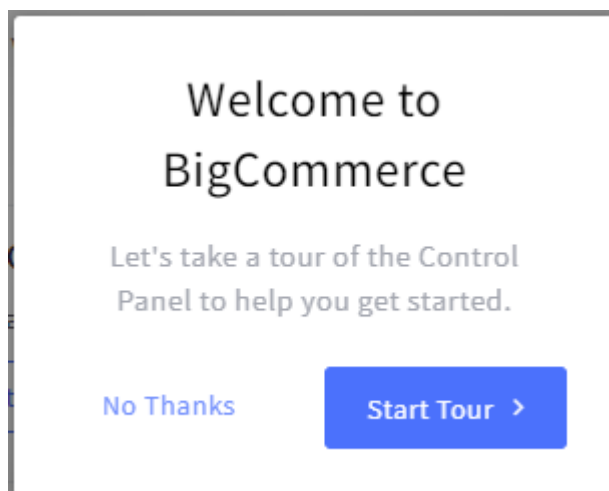 Welcome to
BigCommerce
Let's take a tour of the Control
Panel to help you get started.
No Thanks
Start Tour